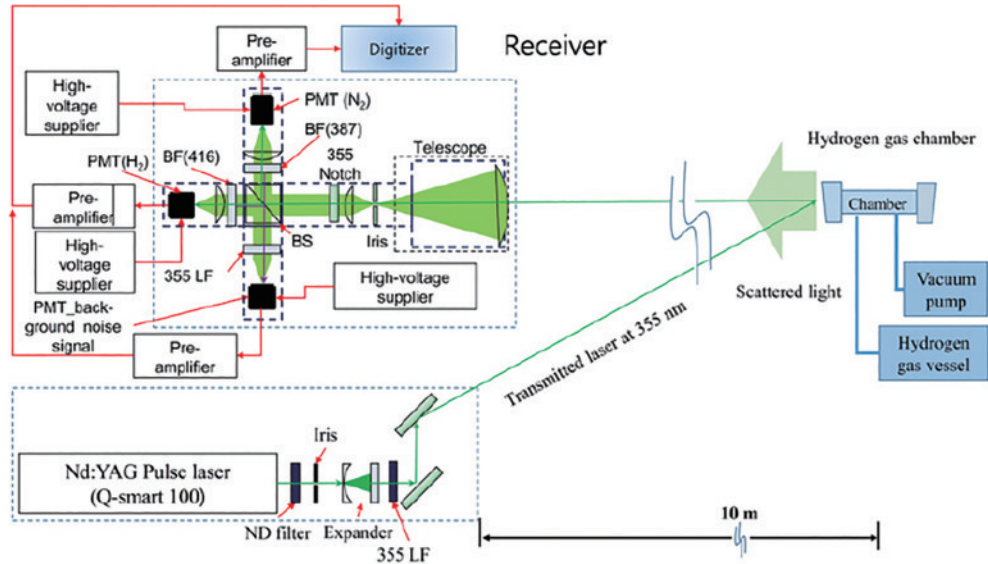 Pre-
amplifier
Digitizer
Receiver
High-
voltage
supplier
PMT (N2)
BF(387)
PMT(H2)
BF(416)
355
Notch
Telescope
Hydrogen gas chamber
Pre-
amplifier
Chamber
BS
Iris
High-
voltage
supplier
355 LF
High-voltage
supplier
Scattered light
Vacuum
pump
PMT_back-
ground noise
signal
Pre-
amplifier
Transmitted laser at 355 nm
Hydrogen
gas vessel
Iris
Nd:YAG Pulse laser
(Q-smart 100)
ND filter
Expander
355 LF
10 m